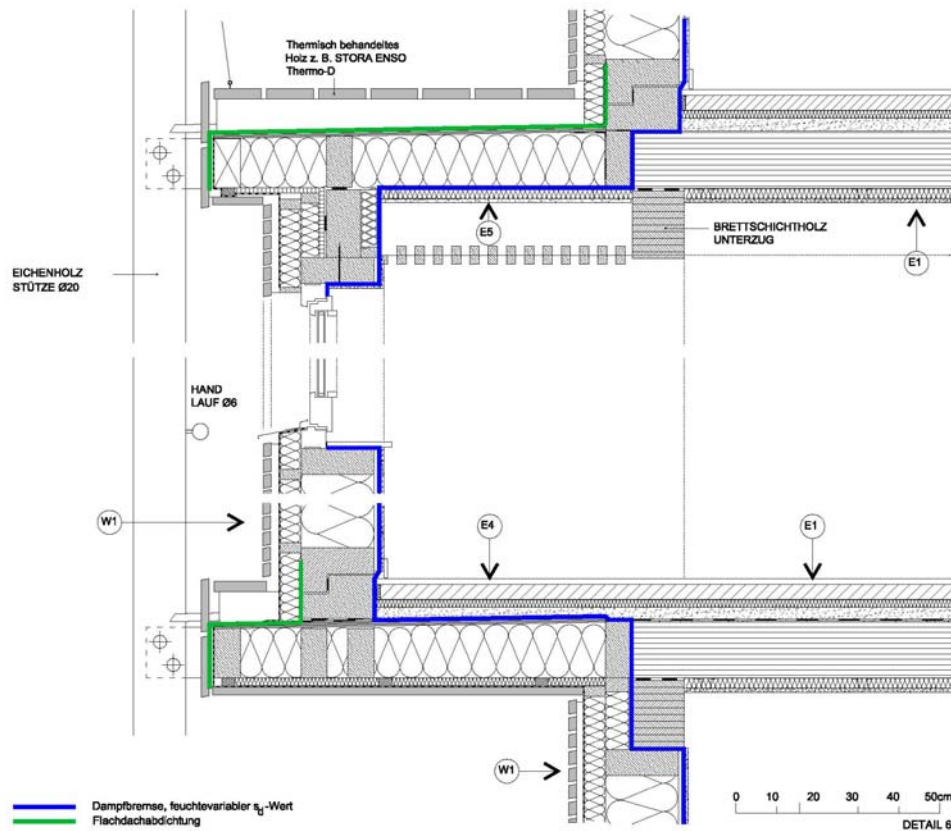 Thermisch behandeltes
Holz z. B. STORA ENSO
Thermo-D
E5
BRETTSCHICHTHOLZ
UNTERZUG
E1
EICHENHOLZ
STÜTZE Ø20
HAND
LAUF Ø6
W1
E4
E1
W1
Dampfbremse, feuchtevariabler sd-Wert
Flachdachabdichtung
0 10 20 30 40 50cm
DETAIL